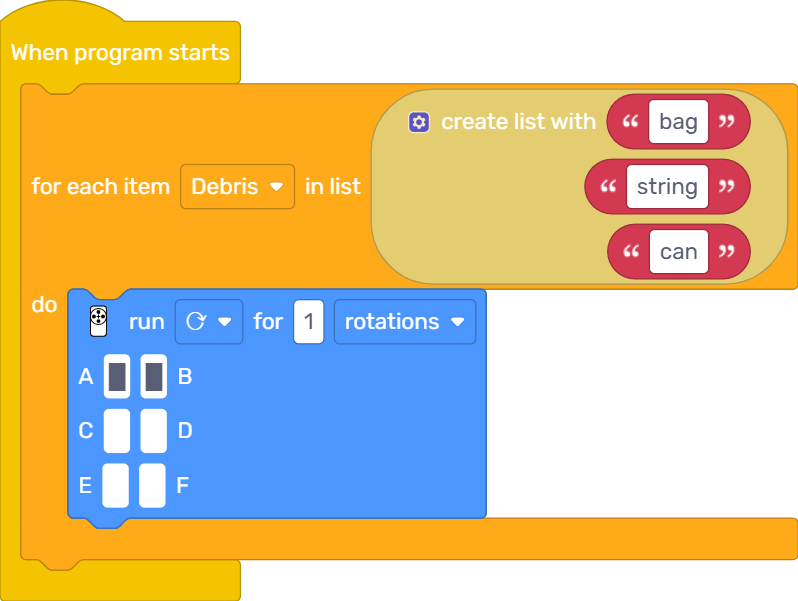 When program starts
for each item Debris in list
create list with “ bag ”
“ string ”
“ can ”
do
run for 1 rotations
A B
C D
E F